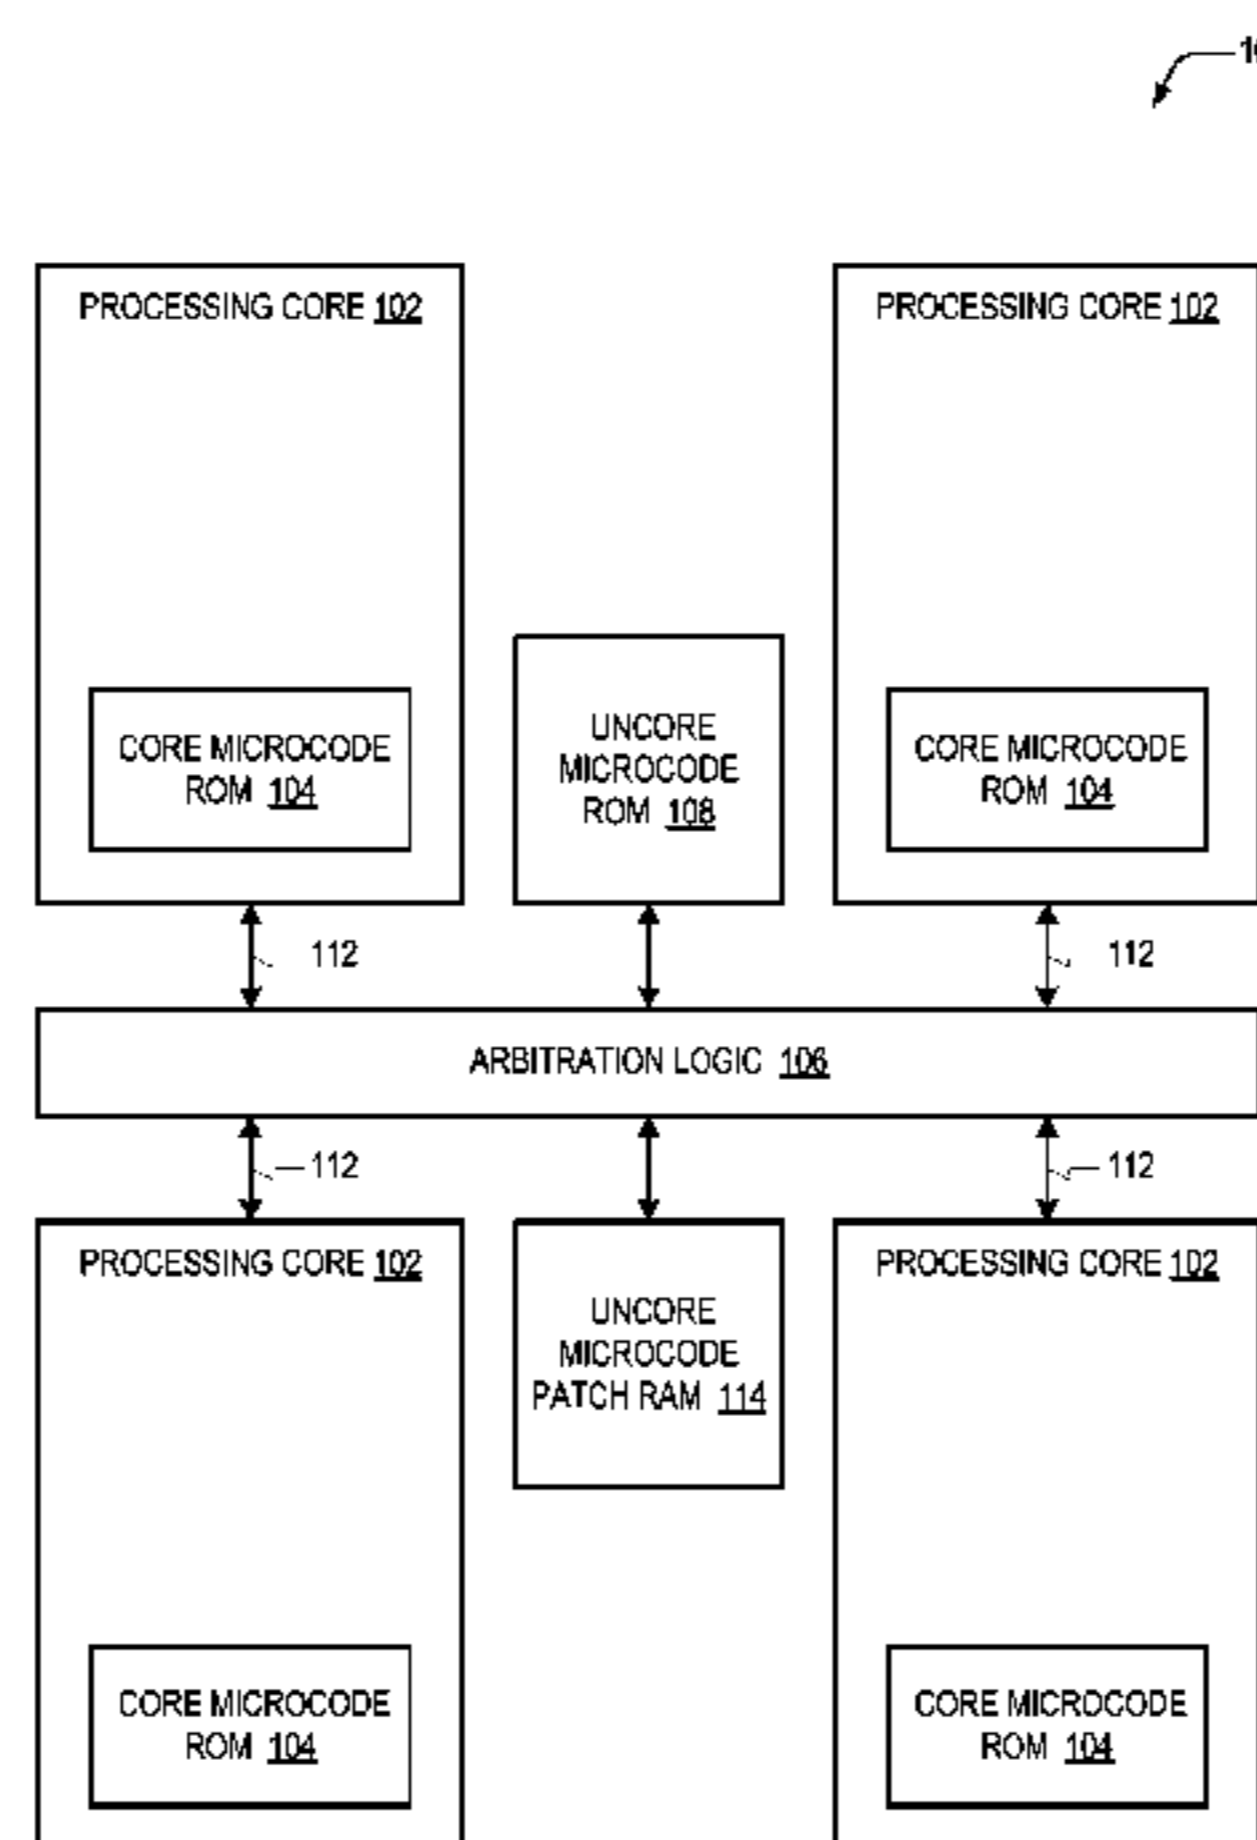 PROCESSING CORE 102
PROCESSING CORE 102
CORE MICROCODE
ROM 104
UNCORE
MICROCODE
ROM 108
CORE MICROCODE
ROM 104
112
112
ARBITRATION LOGIC 106
112
112
PROCESSING CORE 102
UNCORE
MICROCODE
PATCH RAM 114
PROCESSING CORE 102
CORE MICROCODE
ROM 104
CORE MICROCODE
ROM 104